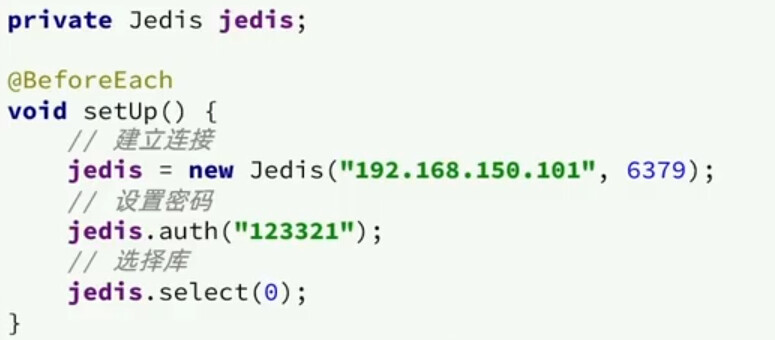 private Jedis jedis;
@BeforeEach
void setUp() {
    // 建立连接
    jedis = new Jedis("192.168.150.101", 6379);
    // 设置密码
    jedis.auth("123321");
    // 选择库
    jedis.select(0);
}